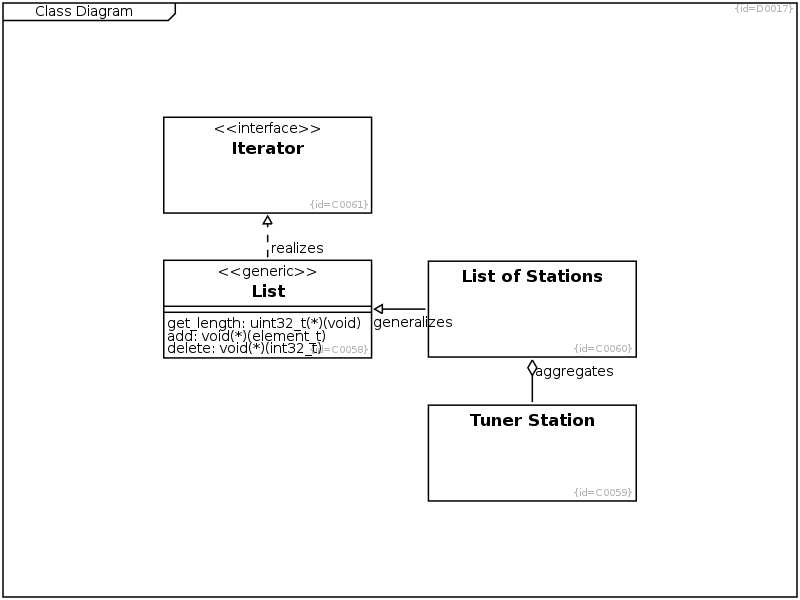 Class Diagram
{id=D0017}
<<interface>>
Iterator
{id=C0061}
realizes
<<generic>>
List
get_length: uint32_t(*)(void)
add: void(*)(element_t)
delete: void(*)(int32_t)
{id=C0058}
generalizes
List of Stations
{id=C0060}
aggregates
Tuner Station
{id=C0059}